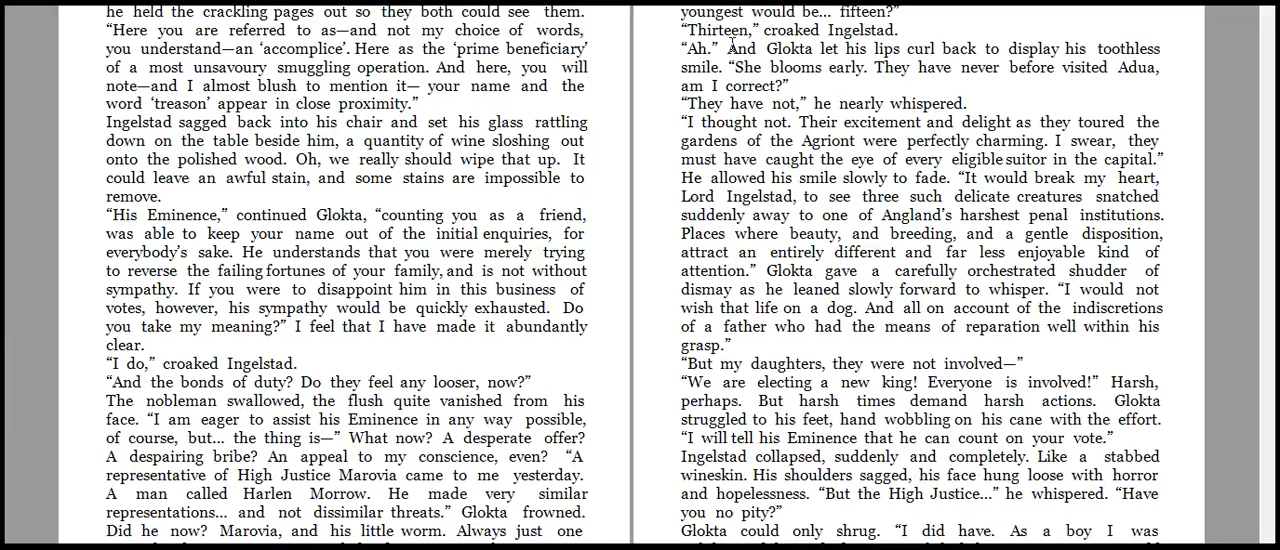 he held the crackling pages out so they both could see them.
“Here you are referred to as—and not my choice of words,
you understand—an ‘accomplice’. Here as the ‘prime beneficiary’
of a most unsavoury smuggling operation. And here, you will
note—and I almost blush to mention it— your name and the
word ‘treason’ appear in close proximity.”
Ingelstad sagged back into his chair and set his glass rattling
down on the table beside him, a quantity of wine sloshing out
onto the polished wood. Oh, we really should wipe that up. It
could leave an awful stain, and some stains are impossible to
remove.
“His Eminence,” continued Glokta, “counting you as a friend,
was able to keep your name out of the initial enquiries, for
everybody’s sake. He understands that you were merely trying
to reverse the failing fortunes of your family, and is not without
sympathy. If you were to disappoint him in this business of
votes, however, his sympathy would be quickly exhausted. Do
you take my meaning?” I feel that I have made it abundantly
clear.
“I do,” croaked Ingelstad.
“And the bonds of duty? Do they feel any looser, now?”
The nobleman swallowed, the flush quite vanished from his
face. “I am eager to assist his Eminence in any way possible,
of course, but... the thing is—” What now? A desperate offer?
A despairing bribe? An appeal to my conscience, even? “A
representative of High Justice Marovia came to me yesterday.
A man called Harlen Morrow. He made very similar
representations... and not dissimilar threats.” Glokta frowned.
Did he now? Marovia, and his little worm. Always just one
youngest would be... fifteen?”
“Thirteen,” croaked Ingelstad.
“Ah.” And Glokta let his lips curl back to display his toothless
smile. “She blooms early. They have never before visited Adua,
am I correct?”
“They have not,” he nearly whispered.
“I thought not. Their excitement and delight as they toured the
gardens of the Agriont were perfectly charming. I swear, they
must have caught the eye of every eligible suitor in the capital.”
He allowed his smile slowly to fade. “It would break my heart,
Lord Ingelstad, to see three such delicate creatures snatched
suddenly away to one of Angland’s harshest penal institutions.
Places where beauty, and breeding, and a gentle disposition,
attract an entirely different and far less enjoyable kind of
attention.” Glokta gave a carefully orchestrated shudder of
dismay as he leaned slowly forward to whisper. “I would not
wish that life on a dog. And all on account of the indiscretions
of a father who had the means of reparation well within his
grasp.”
“But my daughters, they were not involved—”
“We are electing a new king! Everyone is involved!” Harsh,
perhaps. But harsh times demand harsh actions. Glokta
struggled to his feet, hand wobbling on his cane with the effort.
“I will tell his Eminence that he can count on your vote.”
Ingelstad collapsed, suddenly and completely. Like a stabbed
wineskin. His shoulders sagged, his face hung loose with horror
and hopelessness. “But the High Justice...” he whispered. “Have
you no pity?”
Glokta could only shrug. “I did have. As a boy I was